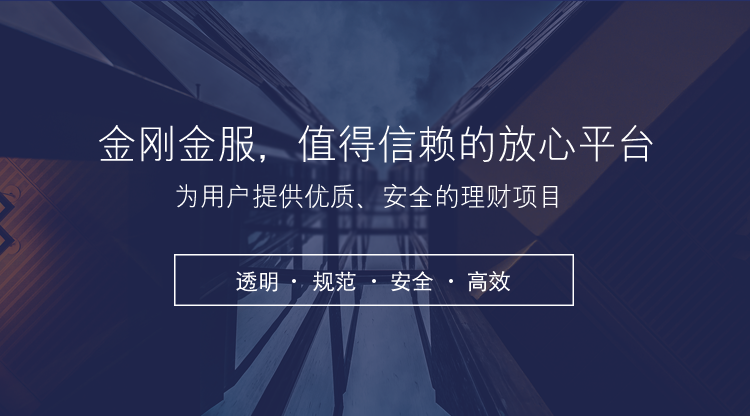 金刚金服，值得信赖的放心平台
为用户提供优质、安全的理财项目
透明 · 规范 · 安全 · 高效